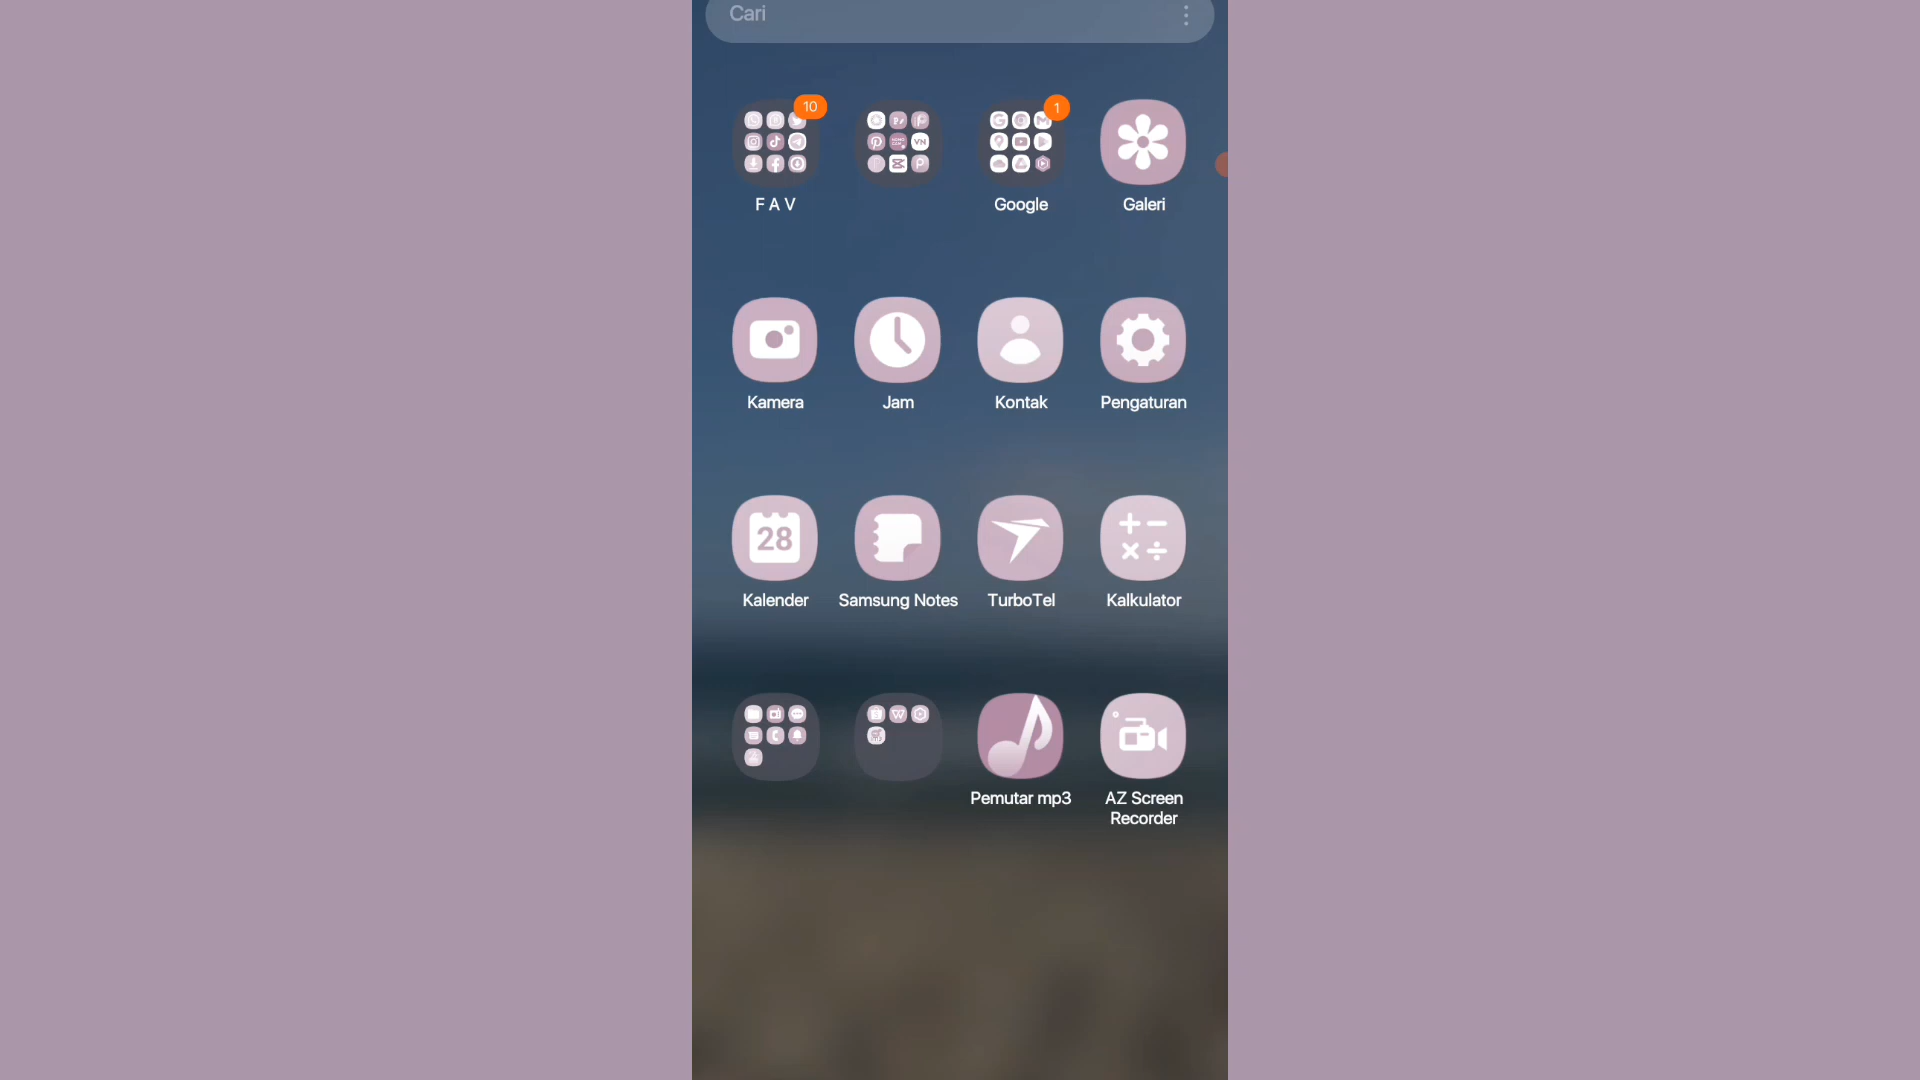 Cari
10
1
VN
F A V
Google
Galeri
Kamera
Jam
Kontak
Pengaturan
28
Kalender
Samsung Notes
TurboTel
Kalkulator
Pemutar mp3
AZ Screen
Recorder